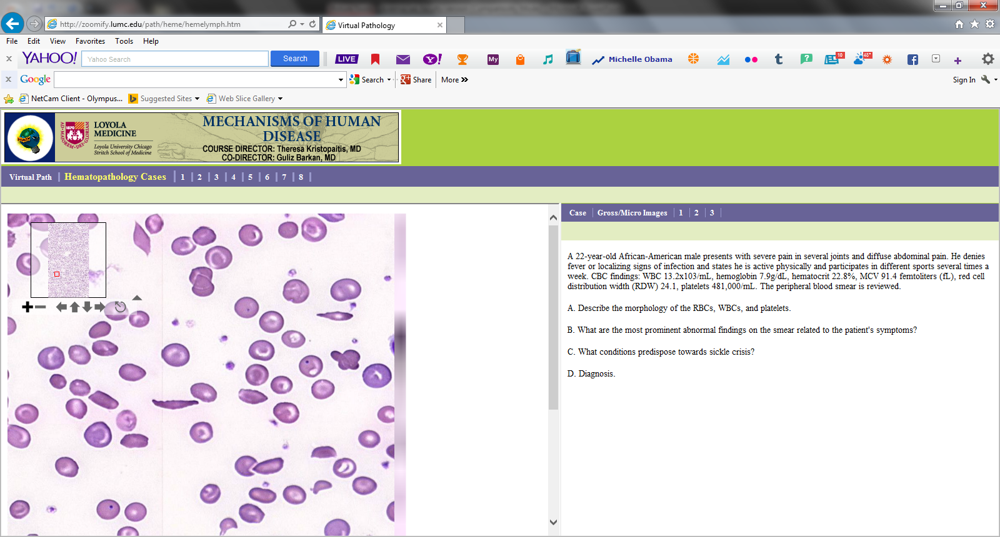 http://zoomify.lumc.edu/path/heme/hemelymph.htm
Virtual Pathology
File Edit View Favorites Tools Help
x YAHOO! Yahoo Search Search LIVE My Michelle Obama 10 48°
x Google Search Share More » Sign In
NetCam Client - Olympus... Suggested Sites Web Slice Gallery
LOYOLA
MEDICINE
Loyola University Chicago
Stritch School of Medicine
1870
AD·MAJOREM·DEI·GLORIAM
MECHANISMS OF HUMAN
DISEASE
COURSE DIRECTOR: Theresa Kristopaitis, MD
CO-DIRECTOR: Guliz Barkan, MD
Virtual Path Hematopathology Cases 1 2 3 4 5 6 7 8
Case Gross/Micro Images 1 2 3
A 22-year-old African-American male presents with severe pain in several joints and diffuse abdominal pain. He denies
fever or localizing signs of infection and states he is active physically and participates in different sports several times a
week. CBC findings: WBC 13.2x103/mL, hemoglobin 7.9g/dL, hematocrit 22.8%, MCV 91.4 femtoliters (fL), red cell
distribution width (RDW) 24.1, platelets 481,000/mL. The peripheral blood smear is reviewed.
A. Describe the morphology of the RBCs, WBCs, and platelets.
B. What are the most prominent abnormal findings on the smear related to the patient's symptoms?
C. What conditions predispose towards sickle crisis?
D. Diagnosis.